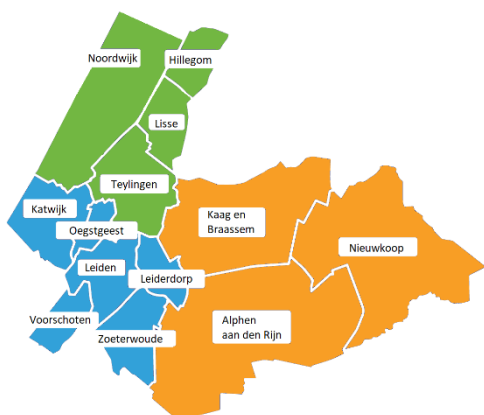 Noordwijk
Hillegom
Lisse
Teylingen
Katwijk
Kaag en
Braassem
Oegstgeest
Nieuwkoop
Leiden
Leiderdorp
Voorschoten
Alphen
aan den Rijn
Zoeterwoude